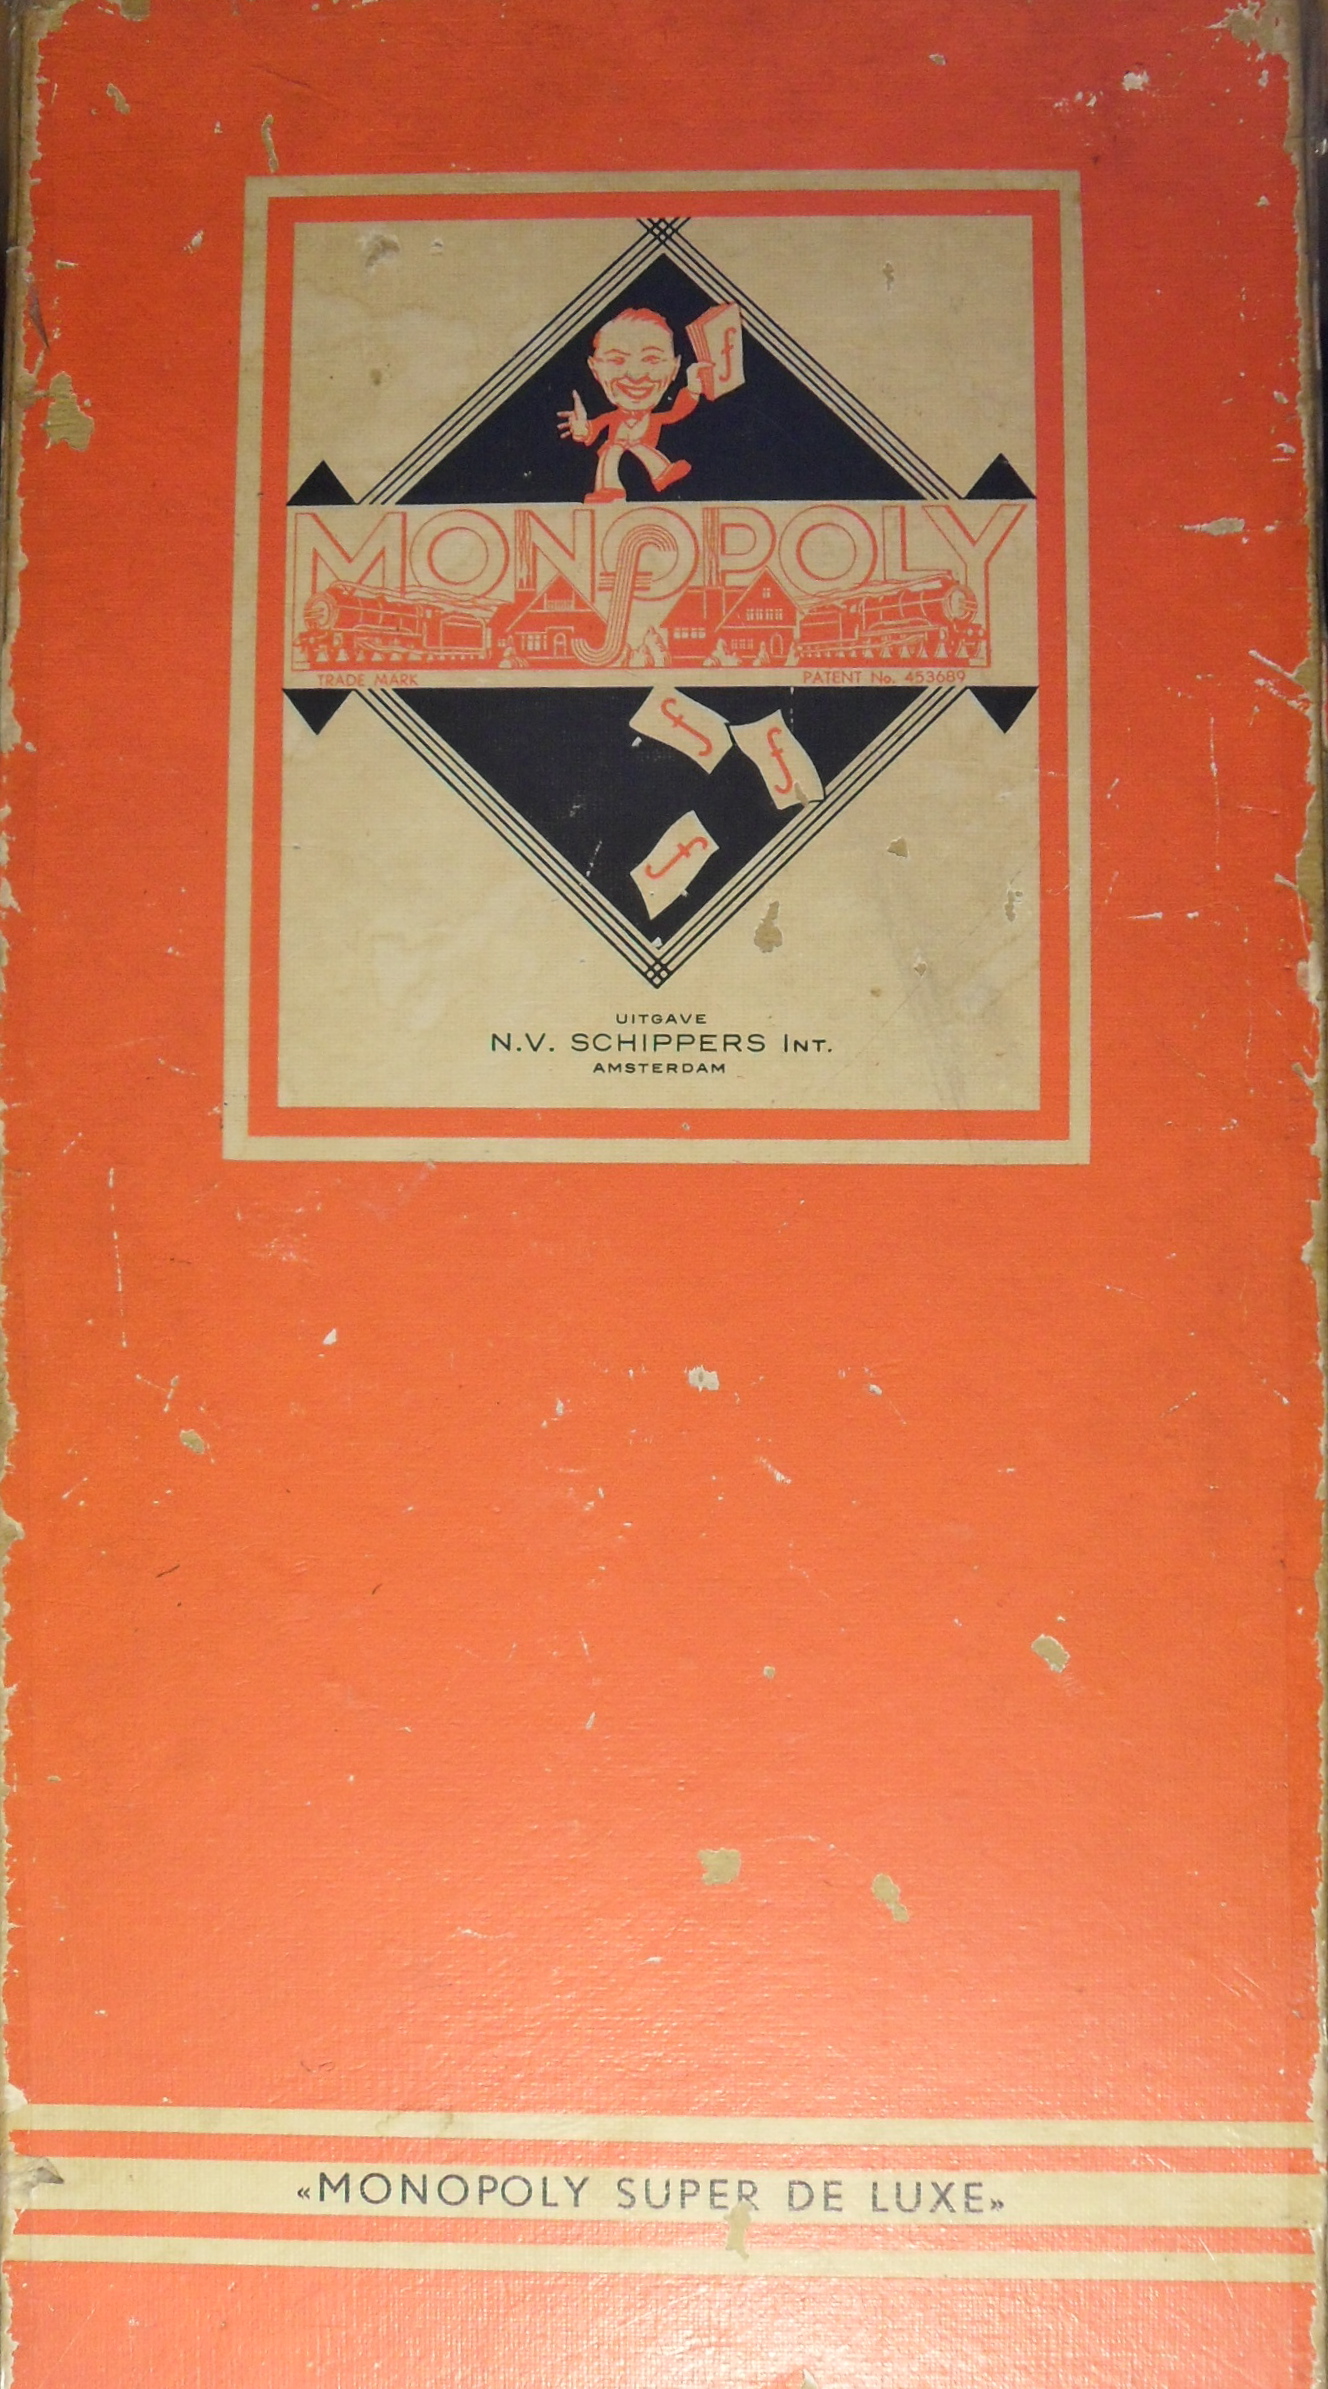 f
MONOPOLY
f
TRADE MARK PATENT No. 453689
f f
f
UITGAVE
N.V. SCHIPPERS INT.
AMSTERDAM
«MONOPOLY SUPER DE LUXE»